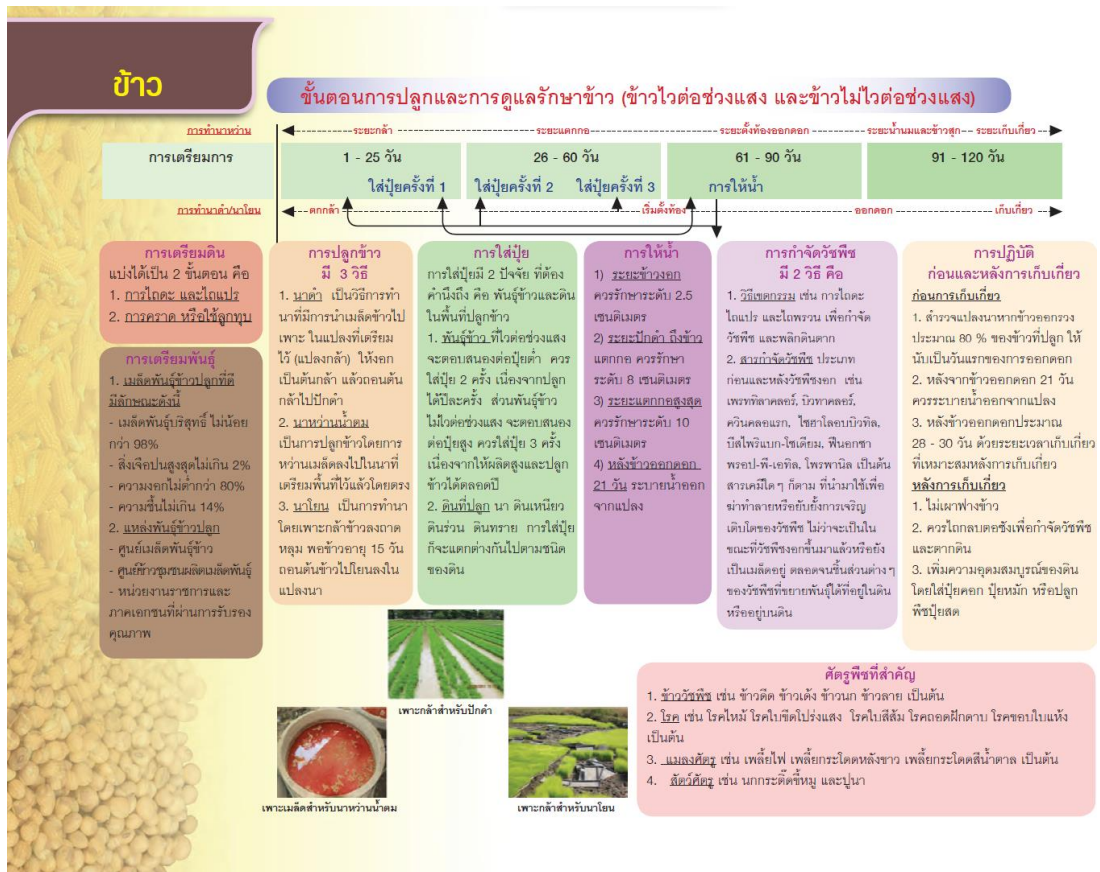 ข้าว
ขั้นตอนการปลูกและการดูแลรักษาข้าว (ข้าวไวต่อช่วงแสง และข้าวไม่ไวต่อช่วงแสง)
การทำนาหว่าน
ระยะกล้า
ระยะแตกกอ
ระยะตั้งท้องออกดอก
ระยะน้ำนมและข้าวสุก-- ระยะเก็บเกี่ยว
การเตรียมการ
1 - 25 วัน
26 - 60 วัน
61 - 90 วัน
91 - 120 วัน
ใส่ปุ๋ยครั้งที่ 1
ใส่ปุ๋ยครั้งที่ 2
ใส่ปุ๋ยครั้งที่ 3
การให้น้ำ
การทำนาดำ/นาโยน
ตกกล้า
เริ่มตั้งท้อง
ออกดอก
เก็บเกี่ยว
การเตรียมดิน
แบ่งได้เป็น 2 ขั้นตอน คือ
1. การไถดะ และไถแปร
2. การคราด หรือใช้ลูกทุบ
การเตรียมพันธุ์
1. เมล็ดพันธุ์ข้าวปลูกที่ดี
มีลักษณะดังนี้
- เมล็ดพันธุ์บริสุทธิ์ ไม่น้อย
กว่า 98%
- สิ่งเจือปนสูงสุดไม่เกิน 2%
- ความงอกไม่ต่ำกว่า 80%
- ความชื้นไม่เกิน 14%
2. แหล่งพันธุ์ข้าวปลูก
- ศูนย์เมล็ดพันธุ์ข้าว
- ศูนย์ข้าวชุมชนผลิตเมล็ดพันธุ์
- หน่วยงานราชการและ
ภาคเอกชนที่ผ่านการรับรอง
คุณภาพ
การปลูกข้าว
มี 3 วิธี
1. นาดำ เป็นวิธีการทำ
นาที่มีการนำเมล็ดข้าวไป
เพาะ ในแปลงที่เตรียม
ไว้ (แปลงกล้า) ให้งอก
เป็นต้นกล้า แล้วถอนต้น
กล้าไปปักดำ
2. นาหว่านน้ำตม
เป็นการปลูกข้าวโดยการ
หว่านเมล็ดลงไปในนาที่
เตรียมพื้นที่ไว้แล้วโดยตรง
3. นาโยน เป็นการทำนา
โดยเพาะกล้าข้าวลงถาด
หลุม พอข้าวอายุ 15 วัน
ถอนต้นข้าวไปโยนลงใน
แปลงนา
การใส่ปุ๋ย
การใส่ปุ๋ยมี 2 ปัจจัย ที่ต้อง
คำนึงถึง คือ พันธุ์ข้าวและดิน
ในพื้นที่ปลูกข้าว
1. พันธุ์ข้าว ที่ไวต่อช่วงแสง
จะตอบสนองต่อปุ๋ยต่ำ ควร
ใส่ปุ๋ย 2 ครั้ง เนื่องจากปลูก
ได้ปีละครั้ง ส่วนพันธุ์ข้าว
ไม่ไวต่อช่วงแสง จะตอบสนอง
ต่อปุ๋ยสูง ควรใส่ปุ๋ย 3 ครั้ง
เนื่องจากให้ผลิตสูงและปลูก
ข้าวได้ตลอดปี
2. ดินที่ปลูก นา ดินเหนียว
ดินร่วน ดินทราย การใส่ปุ๋ย
ก็จะแตกต่างกันไปตามชนิด
ของดิน
การให้น้ำ
1) ระยะข้าวงอก
ควรรักษาระดับ 2.5
เซนติเมตร
2) ระยะปักดำ ถึงข้าว
แตกกอ ควรรักษา
ระดับ 8 เซนติเมตร
3) ระยะแตกกอสูงสุด
ควรรักษาระดับ 10
เซนติเมตร
4) หลังข้าวออกดอก
21 วัน ระบายน้ำออก
จากแปลง
การกำจัดวัชพืช
มี 2 วิธี คือ
1. วิธีเขตกรรม เช่น การไถดะ
ไถแปร และไถพรวน เพื่อกำจัด
วัชพืช และพลิกดินตาก
2. สารกำจัดวัชพืช ประเภท
ก่อนและหลังวัชพืชงอก เช่น
เพรททิลาคลอร์, บิวทาคลอร์,
ควินคลอแรก, ไซฮาโลบบิวทิล,
บีสไพริแบก-โซเดียม, ฟีนอกซา
พรอป-พี-เอทิล, โพรพานิล เป็นต้น
สารเคมีใดๆ ก็ตาม ที่นำมาใช้เพื่อ
ฆ่าทำลายหรือยับยั้งการเจริญ
เติบโตของวัชพืช ไม่ว่าจะเป็นใน
ขณะที่วัชพืชงอกขึ้นมาแล้วหรือยัง
เป็นเมล็ดอยู่ ตลอดจนชิ้นส่วนต่างๆ
ของวัชพืชที่ขยายพันธุ์ได้ที่อยู่ในดิน
หรืออยู่บนดิน
การปฏิบัติ
ก่อนและหลังการเก็บเกี่ยว
ก่อนการเก็บเกี่ยว
1. สำรวจแปลงนาหากข้าวออกรวง
ประมาณ 80 % ของข้าวที่ปลูก ให้
นับเป็นวันแรกของการออกดอก
2. หลังจากข้าวออกดอก 21 วัน
ควรระบายน้ำออกจากแปลง
3. หลังข้าวออกดอกประมาณ
28 - 30 วัน ด้วยระยะเวลาเก็บเกี่ยว
ที่เหมาะสมหลังการเก็บเกี่ยว
หลังการเก็บเกี่ยว
1. ไม่เผาฟางข้าว
2. ควรไถกลบตอซังเพื่อกำจัดวัชพืช
และตากดิน
3. เพิ่มความอุดมสมบูรณ์ของดิน
โดยใส่ปุ๋ยคอก ปุ๋ยหมัก หรือปลูก
พืชปุ๋ยสด
เพาะกล้าสำหรับปักดำ
เพาะเมล็ดสำหรับนาหว่านน้ำตม
เพาะกล้าสำหรับนาโยน
ศัตรูพืชที่สำคัญ
1. ข้าววัชพืช เช่น ข้าวดีด ข้าวเด้ง ข้าวนก ข้าวลาย เป็นต้น
2. โรค เช่น โรคไหม้ โรคใบขีดโปร่งแสง โรคใบสีส้ม โรคถอดฝักดาบ โรคขอบใบแห้ง
เป็นต้น
3. แมลงศัตรู เช่น เพลี้ยไฟ เพลี้ยกระโดดหลังขาว เพลี้ยกระโดดสีน้ำตาล เป็นต้น
4. สัตว์ศัตรู เช่น นกกระติ๊ดขี้หมู และปูนา